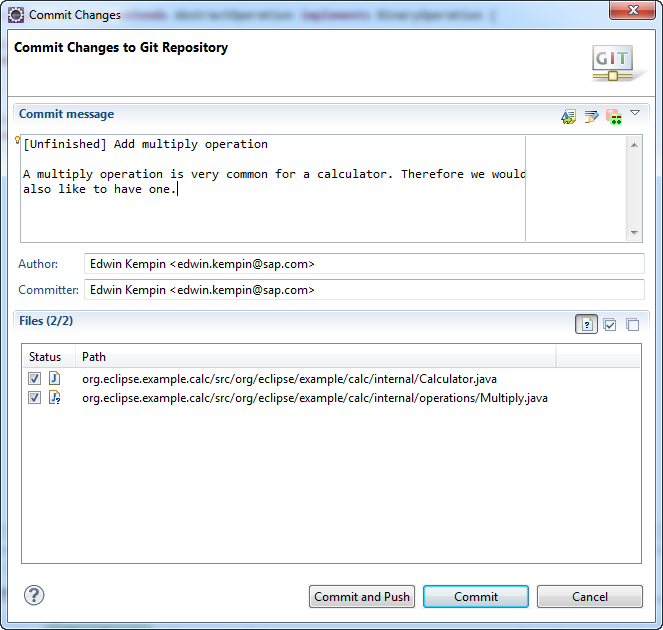 Commit Changes
Commit Changes to Git Repository
GIT
Commit message
[Unfinished] Add multiply operation
A multiply operation is very common for a calculator. Therefore we would
also like to have one.
Author: Edwin Kempin <edwin.kempin@sap.com>
Committer: Edwin Kempin <edwin.kempin@sap.com>
Files (2/2)
Status Path
org.eclipse.example.calc/src/org/eclipse/example/calc/internal/Calculator.java
org.eclipse.example.calc/src/org/eclipse/example/calc/internal/operations/Multiply.java
Commit and Push Commit Cancel